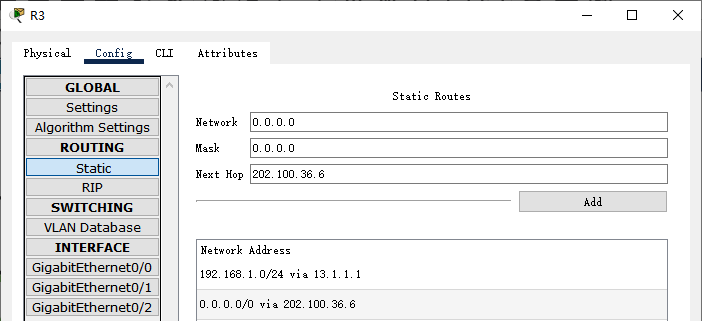 R3
Physical Config CLI Attributes
GLOBAL
Settings
Algorithm Settings
ROUTING
Static
RIP
SWITCHING
VLAN Database
INTERFACE
GigabitEthernet0/0
GigabitEthernet0/1
GigabitEthernet0/2
Static Routes
Network 0.0.0.0
Mask 0.0.0.0
Next Hop 202.100.36.6
Add
Network Address
192.168.1.0/24 via 13.1.1.1
0.0.0.0/0 via 202.100.36.6